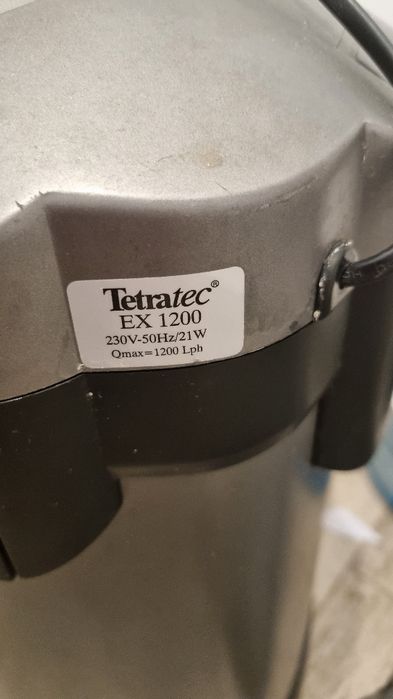 Tetratec®
EX 1200
230V-50Hz/21W
Qmax=1200 Lph